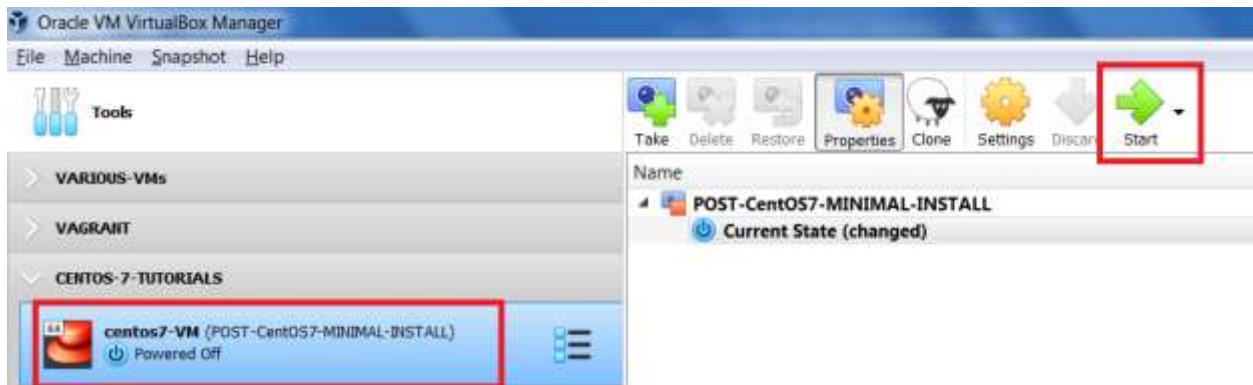 Oracle VM VirtualBox Manager
File Machine Snapshot Help
Tools
VARIOUS-VMs
VAGRANT
CENTOS-7-TUTORIALS
64
centos7-VM (POST-CentOS7-MINIMAL-INSTALL)
Powered Off
Take Delete Restore Properties Clone Settings Discard Start
Name
POST-CentOS7-MINIMAL-INSTALL
Current State (changed)